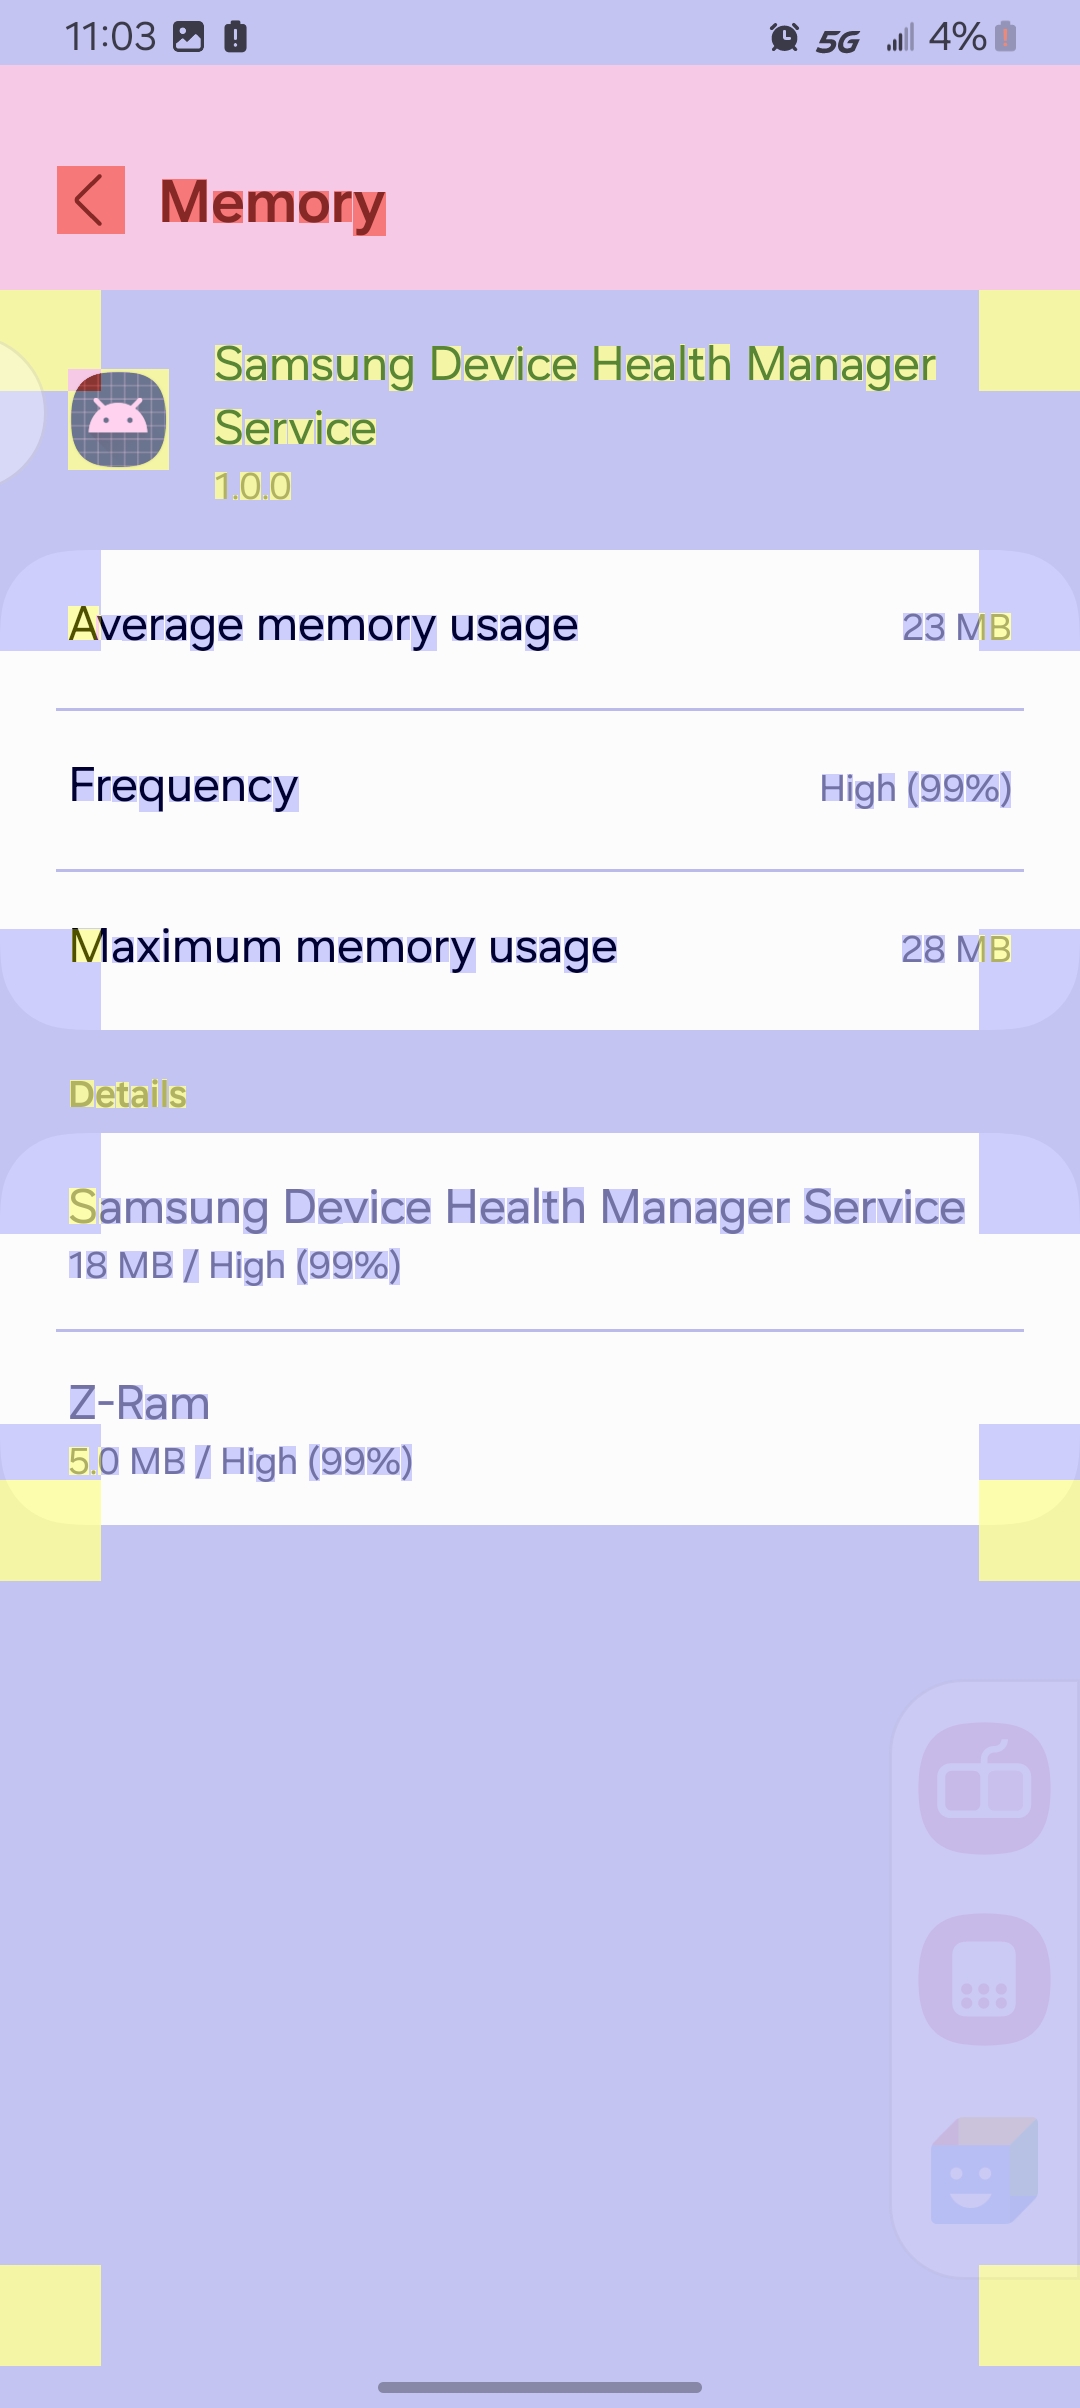 11:03
5G 4%
Memory
Samsung Device Health Manager
Service
1.0.0
Average memory usage 23 MB
Frequency High (99%)
Maximum memory usage 28 MB
Details
Samsung Device Health Manager Service
18 MB / High (99%)
Z-Ram
5.0 MB / High (99%)